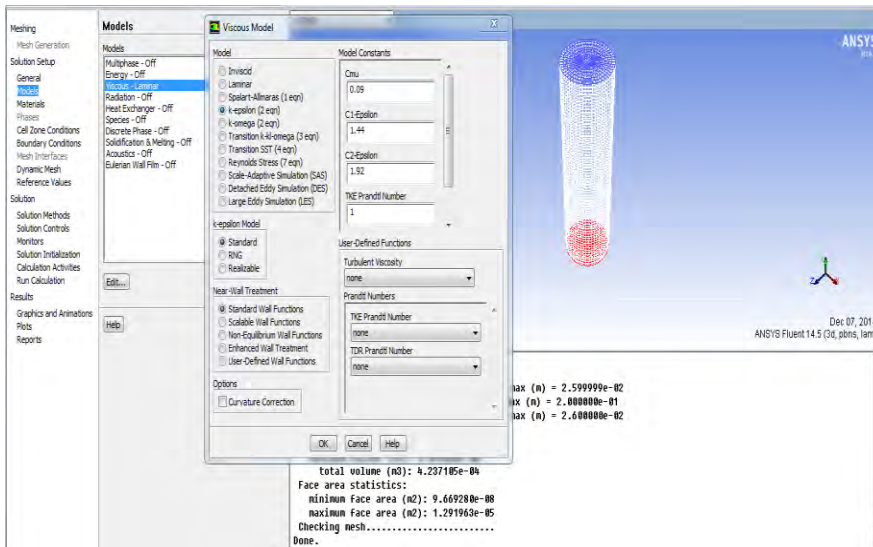 Meshing
Mesh Generation
Solution Setup
General
Models
Materials
Phases
Cell Zone Conditions
Boundary Conditions
Mesh Interfaces
Dynamic Mesh
Reference Values
Solution
Solution Methods
Solution Controls
Monitors
Solution Initialization
Calculation Activities
Run Calculation
Results
Graphics and Animations
Plots
Reports
Models
Models
Multiphase - Off
Energy - Off
Viscous - Laminar
Radiation - Off
Heat Exchanger - Off
Species - Off
Discrete Phase - Off
Solidification & Melting - Off
Acoustics - Off
Eulerian Wall Film - Off
Edit...
Help
Viscous Model
X
Model
Inviscid
Laminar
Spalart-Allmaras (1 eqn)
k-epsilon (2 eqn)
k-omega (2 eqn)
Transition k-kl-omega (3 eqn)
Transition SST (4 eqn)
Reynolds Stress (7 eqn)
Scale-Adaptive Simulation (SAS)
Detached Eddy Simulation (DES)
Large Eddy Simulation (LES)
k-epsilon Model
Standard
RNG
Realizable
Near-Wall Treatment
Standard Wall Functions
Scalable Wall Functions
Non-Equilibrium Wall Functions
Enhanced Wall Treatment
User-Defined Wall Functions
Options
Curvature Correction
Model Constants
Cmu
0.09
C1-Epsilon
1.44
C2-Epsilon
1.92
TKE Prandtl Number
1
User-Defined Functions
Turbulent Viscosity
none
Prandtl Numbers
TKE Prandtl Number
none
TDR Prandtl Number
none
OK Cancel Help
ANSYS
Y
Z X
Dec 07, 201
ANSYS Fluent 14.5 (3d, pbns, lam
max (m) = 2.599999e-02
ax (m) = 2.000000e-01
max (m) = 2.600000e-02
total volume (m3): 4.237105e-04
Face area statistics:
minimum face area (m2): 9.669280e-08
maximum face area (m2): 1.291963e-05
Checking mesh.........................
Done.